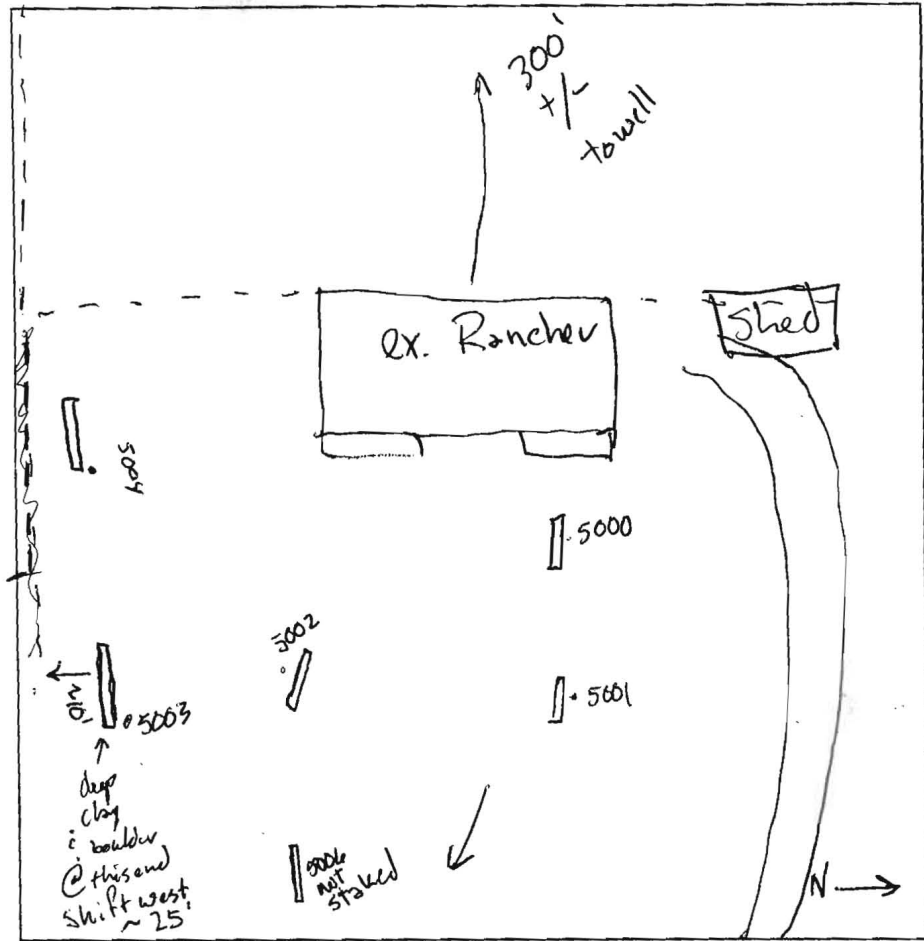 300'
+/-
to well
ex. Rancher
Shed
5004
5000
5002
5001
~10'
5003
deep
clay
boulder
@ this end
shift west
~ 25'
5006
not
staked
N